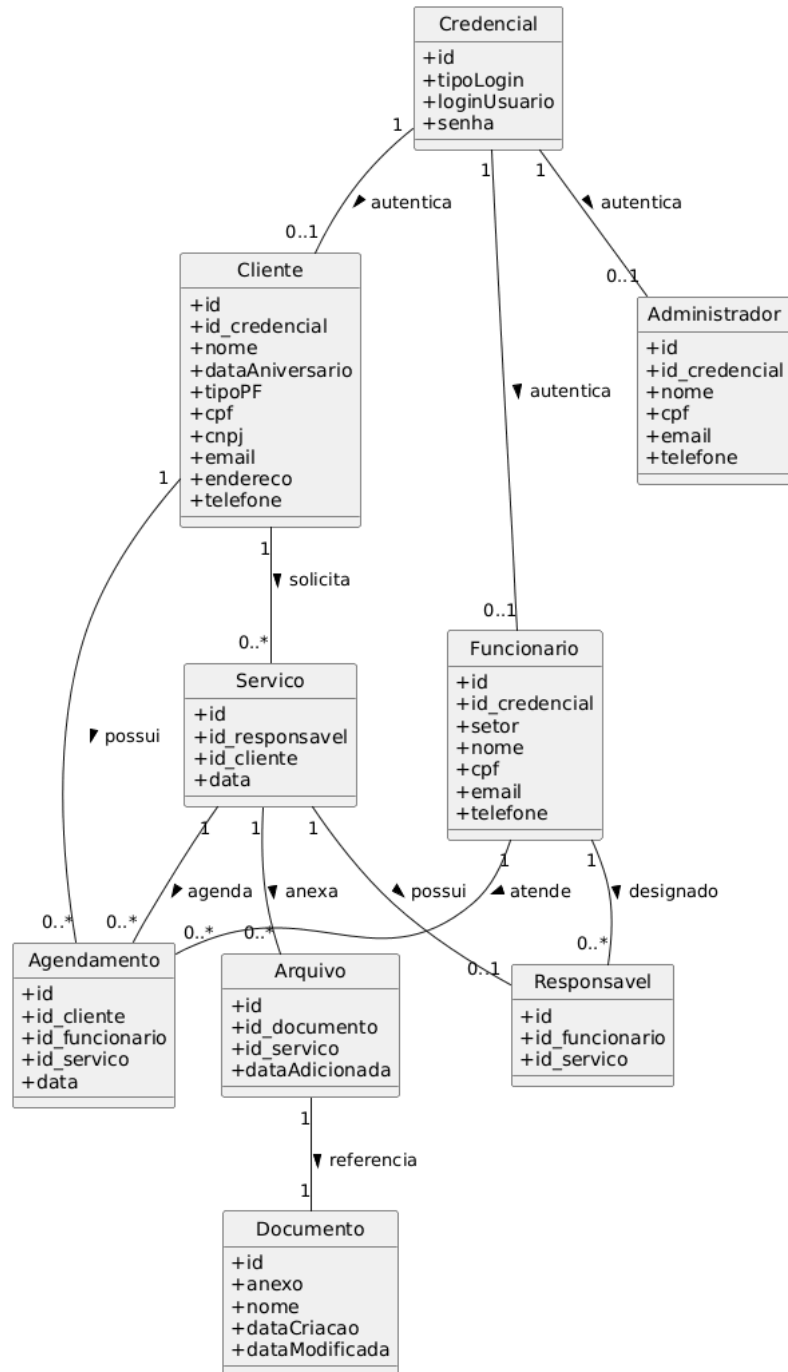 Credencial
+id
+tipoLogin
+loginUsuario
+senha
1
1
1
autentica
autentica
0..1
0..1
Cliente
+id
+id_credencial
+nome
+dataAniversario
+tipoPF
+cpf
+cnpj
+email
+endereco
+telefone
Administrador
+id
+id_credencial
+nome
+cpf
+email
+telefone
autentica
1
1
solicita
0..*
0..1
Servico
+id
+id_responsavel
+id_cliente
+data
Funcionario
+id
+id_credencial
+setor
+nome
+cpf
+email
+telefone
possui
1
1
1
1
1
agenda
anexa
possui
atende
designado
0..*
0..*
0..*
0..*
0..1
0..*
Agendamento
+id
+id_cliente
+id_funcionario
+id_servico
+data
Arquivo
+id
+id_documento
+id_servico
+dataAdicionada
Responsavel
+id
+id_funcionario
+id_servico
1
referencia
1
Documento
+id
+anexo
+nome
+dataCriacao
+dataModificada